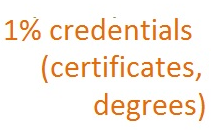 1% credentials
(certificates,
degrees)